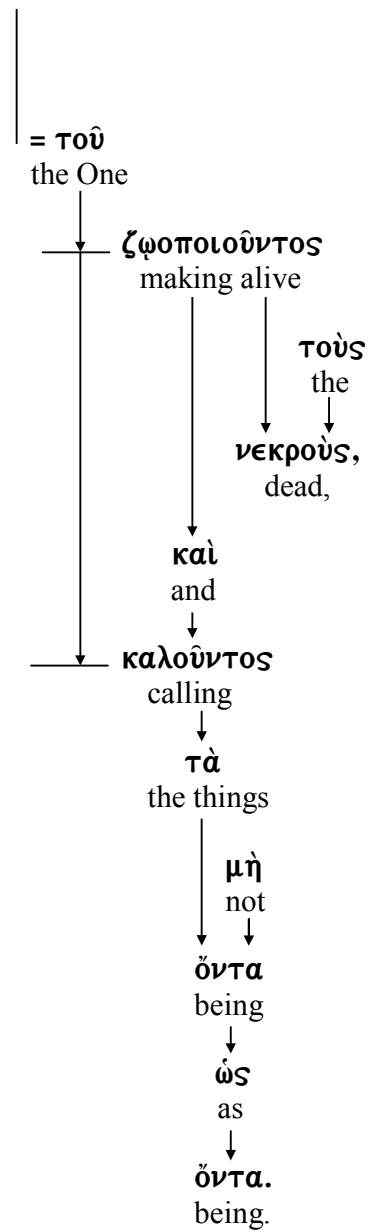 = τοῦ
the One
ζῳοποιοῦντος
making alive
τοὺς
the
νεκροὺς,
dead,
καὶ
and
καλοῦντος
calling
τὰ
the things
μὴ
not
ὄντα
being
ὡς
as
ὄντα.
being.